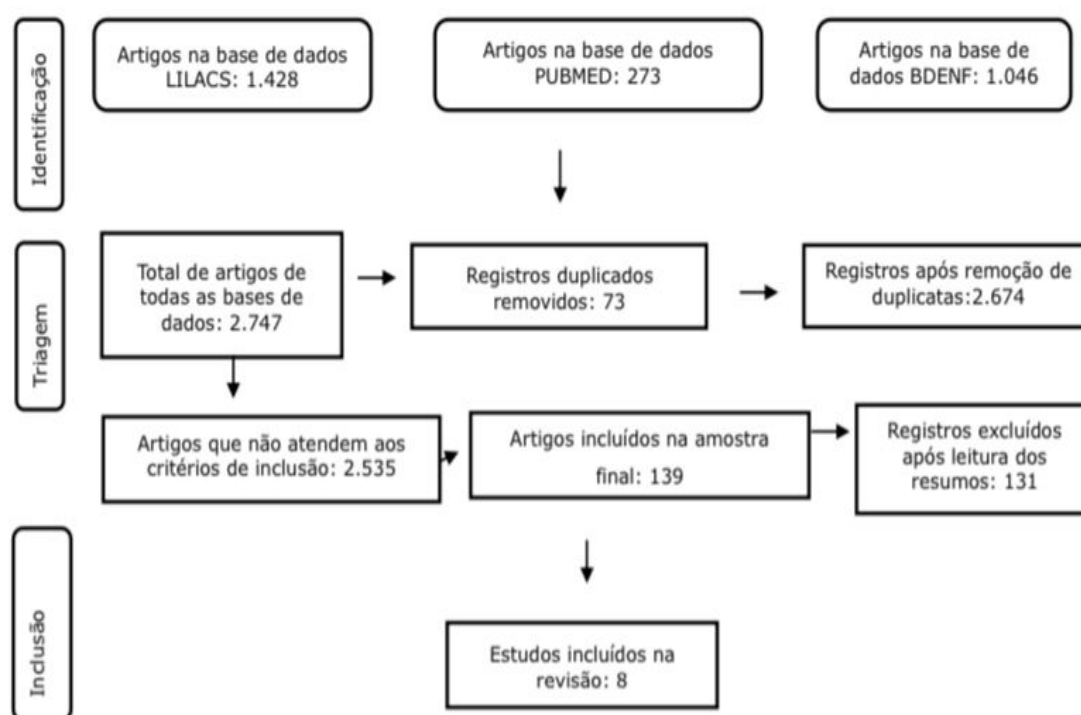 Identificação
Artigos na base de dados
LILACS: 1.428
Artigos na base de dados
PUBMED: 273
Artigos na base de
dados BDENF: 1.046
Triagem
Total de artigos de
todas as bases de
dados: 2.747
Registros duplicados
removidos: 73
Registros após remoção de
duplicatas:2.674
Artigos que não atendem aos
critérios de inclusão: 2.535
Artigos incluídos na amostra
final: 139
Registros excluídos
após leitura dos
resumos: 131
Inclusão
Estudos incluídos na
revisão: 8